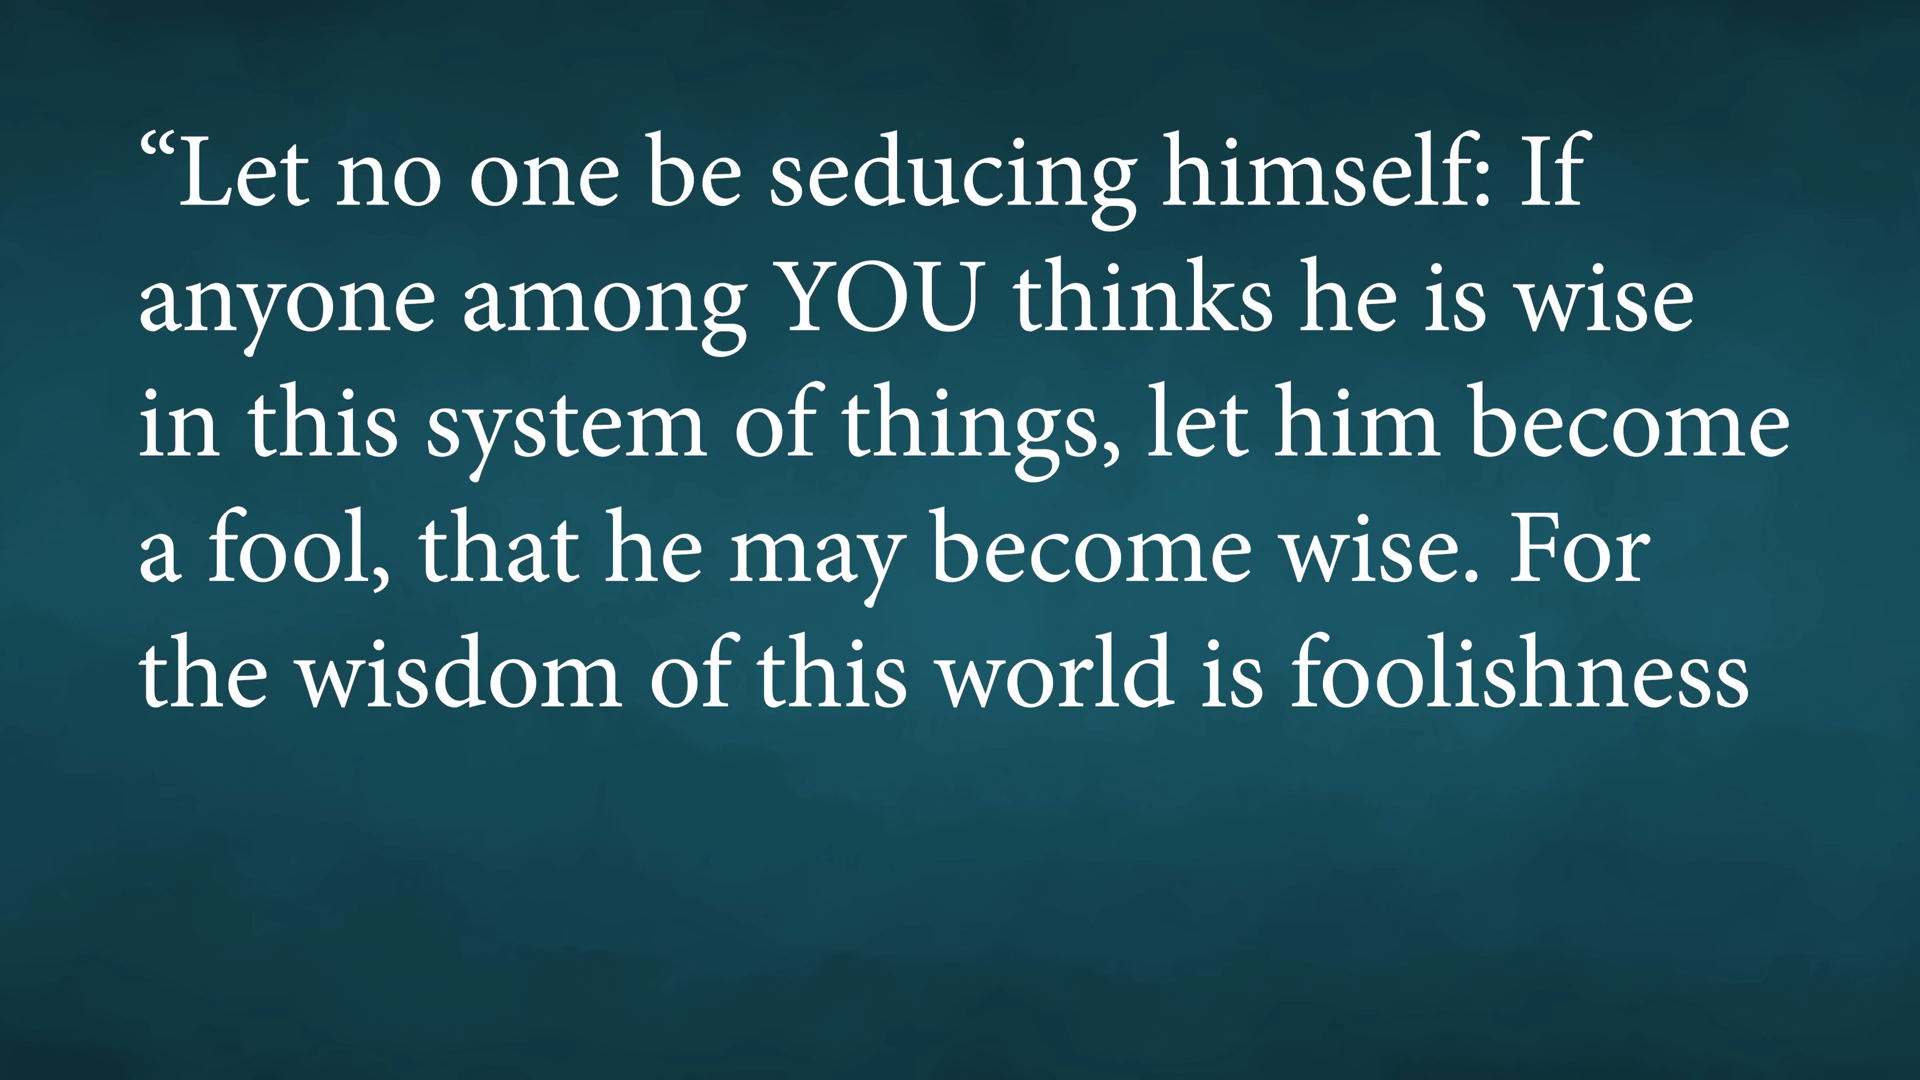 “Let no one be seducing himself: If
anyone among YOU thinks he is wise
in this system of things, let him become
a fool, that he may become wise. For
the wisdom of this world is foolishness